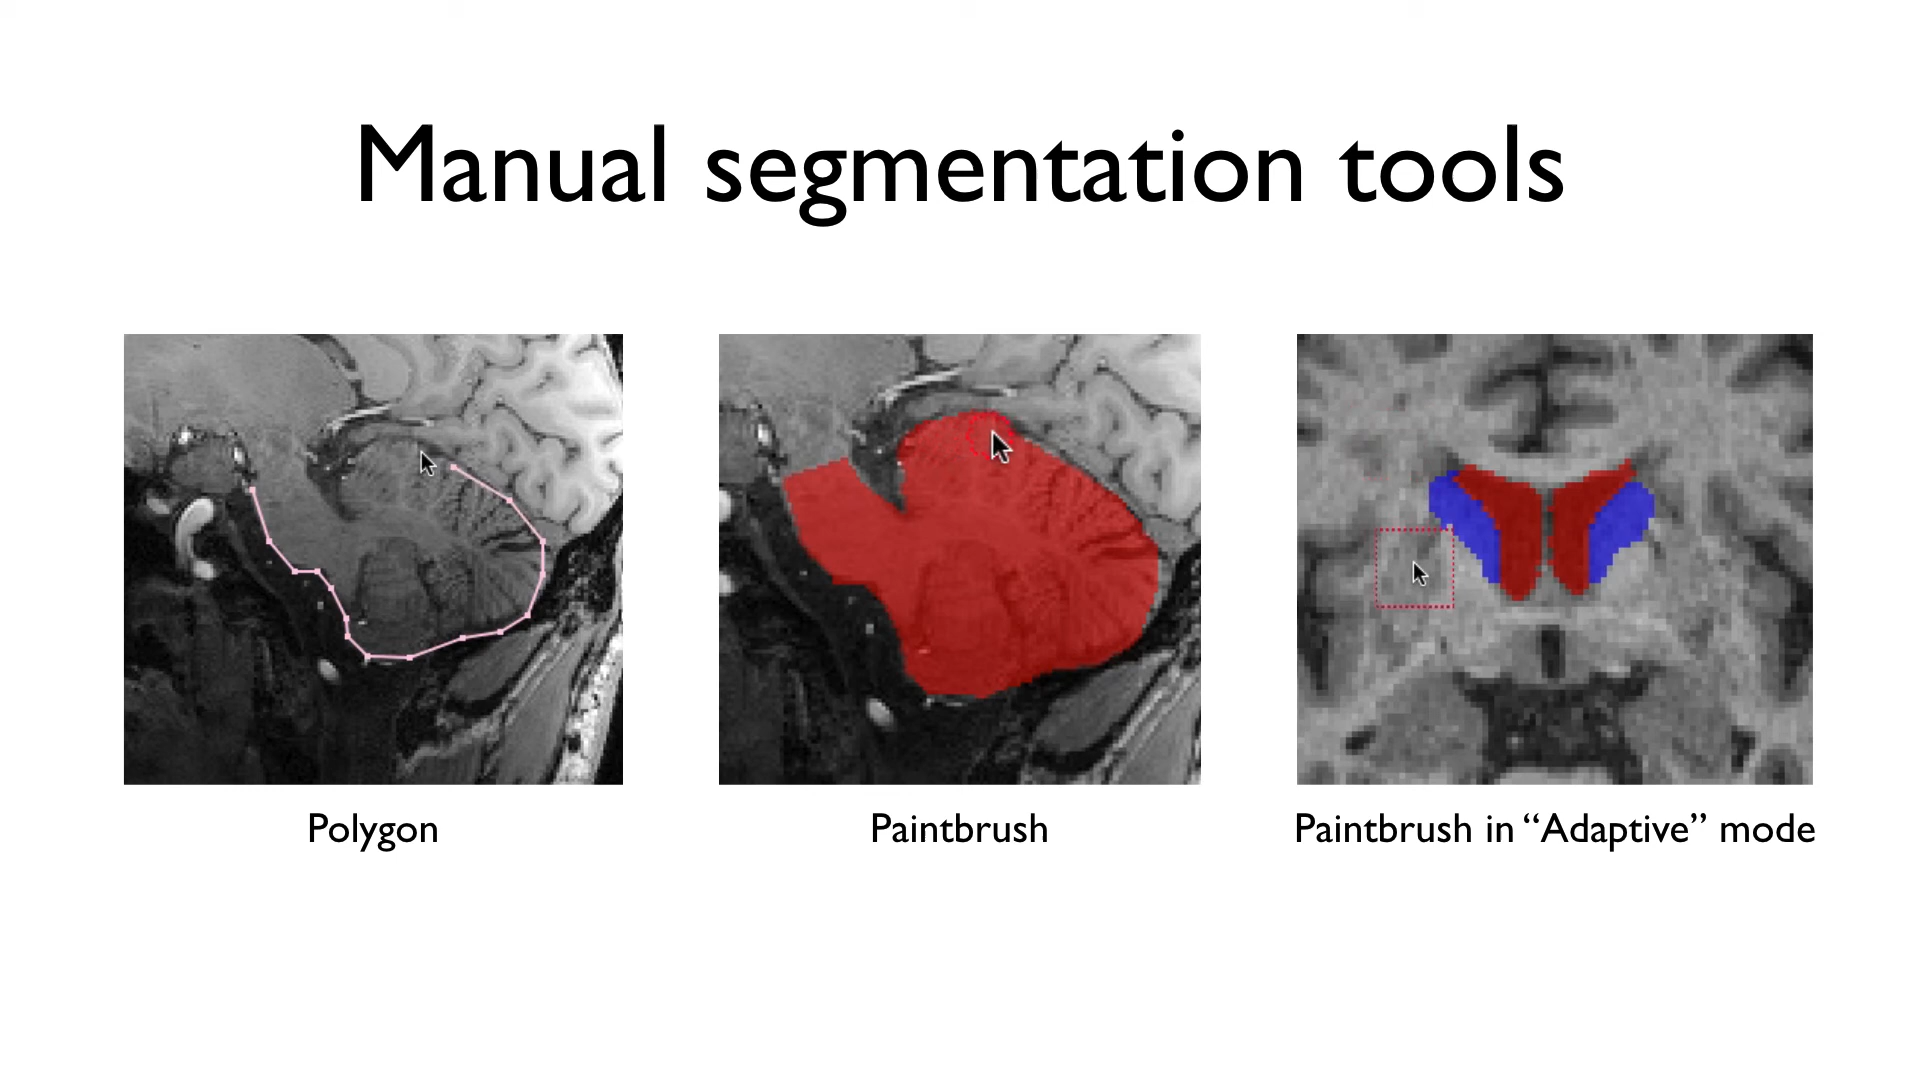 Manual segmentation tools
Polygon
Paintbrush
Paintbrush in “Adaptive” mode